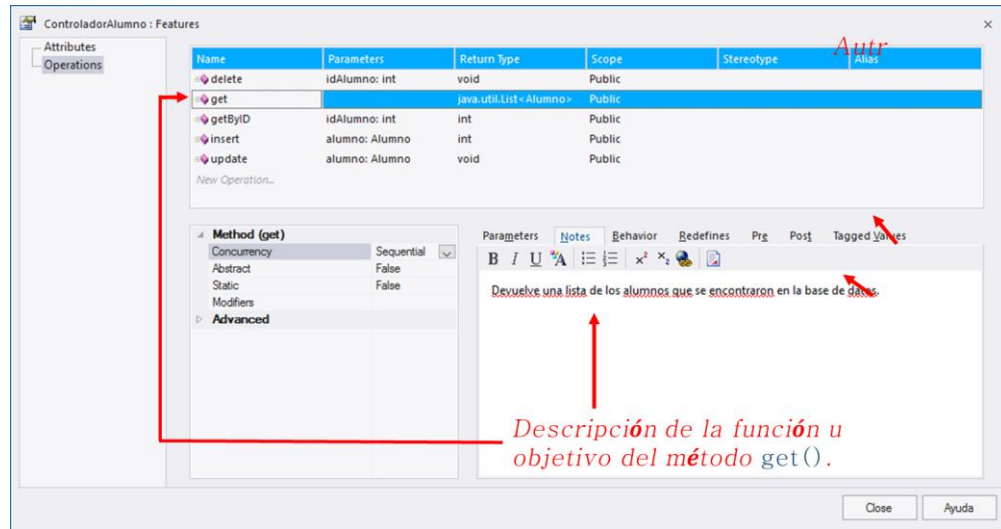 ControladorAlumno : Features
Attributes
Operations
Autr
Name Parameters Return Type Scope Stereotype Alias
delete idAlumno: int void Public
get java.util.List<Alumno> Public
getByID idAlumno: int int Public
insert alumno: Alumno int Public
update alumno: Alumno void Public
New Operation...
Method (get)
Concurrency Sequential
Abstract False
Static False
Modifiers
Advanced
Parameters Notes Behavior Redefines Pre Post Tagged Values
B I U A x² x₂
Devuelve una lista de los alumnos que se encontraron en la base de datos.
Descripción de la función u
objetivo del método get().
Close Ayuda